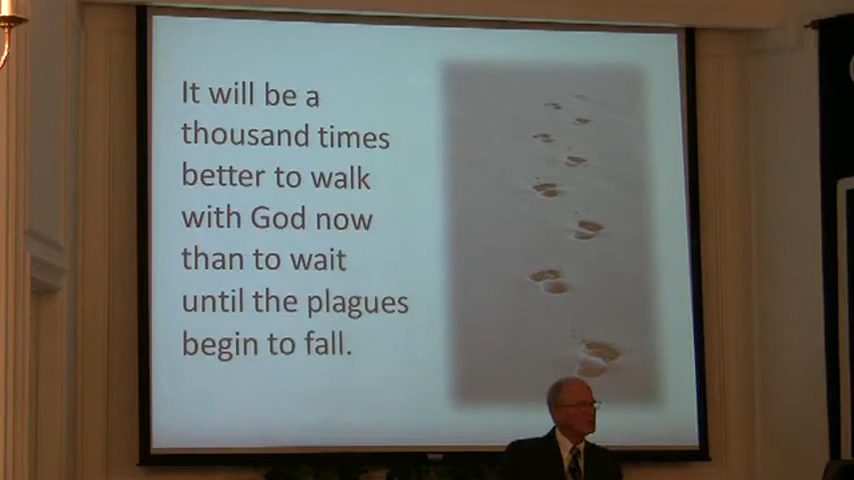 It will be a
thousand times
better to walk
with God now
than to wait
until the plagues
begin to fall.